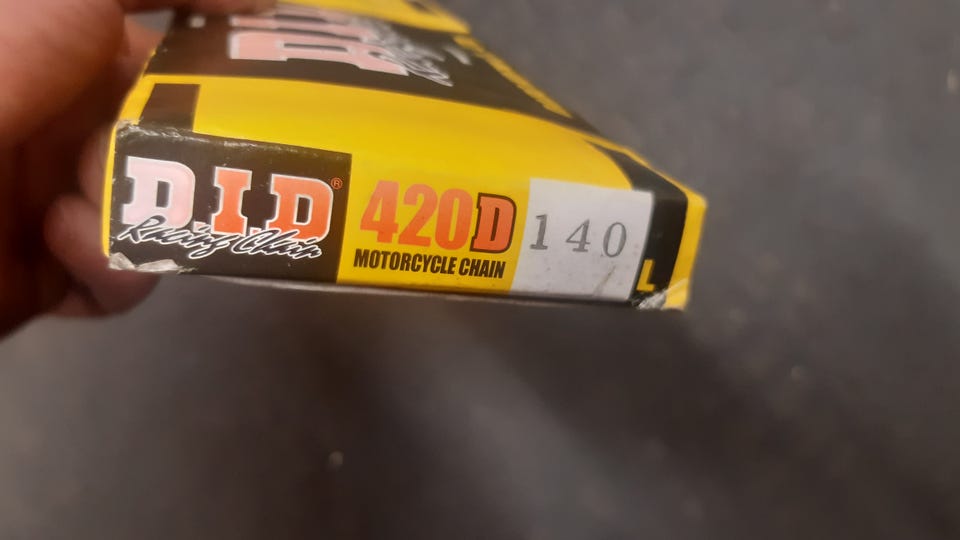 D.I.D
D.I.D®
Racing Chain
420D
MOTORCYCLE CHAIN
140
L